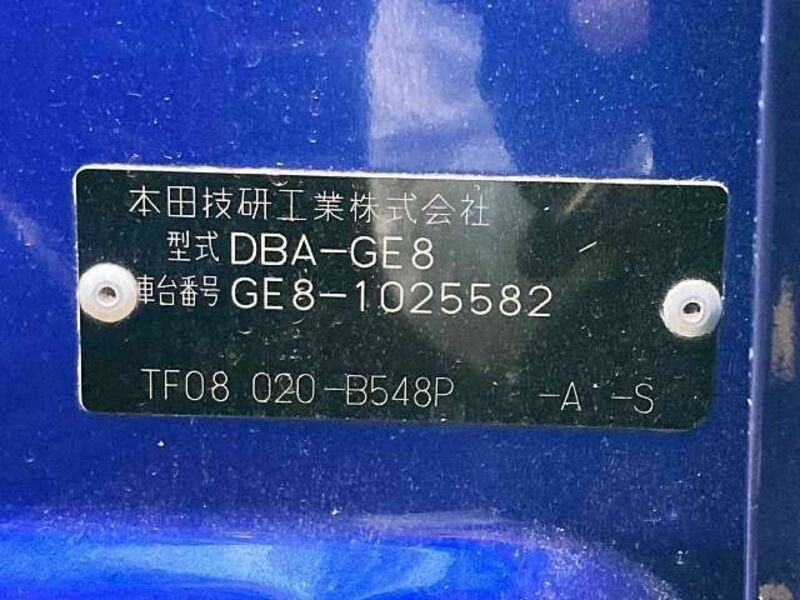 本田技研工業株式会社
型式 DBA-GE8
車台番号 GE8-1025582
TF08 020-B548P -A -S